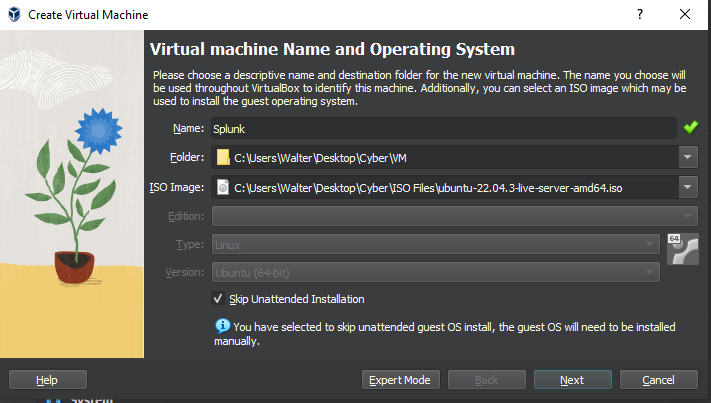 Create Virtual Machine
?
Virtual machine Name and Operating System
Please choose a descriptive name and destination folder for the new virtual machine. The name you choose will
be used throughout VirtualBox to identify this machine. Additionally, you can select an ISO image which may be
used to install the guest operating system.
Name: Splunk
Folder: C:\Users\Walter\Desktop\Cyber\VM
ISO Image: C:\Users\Walter\Desktop\Cyber\ISO Files\ubuntu-22.04.3-live-server-amd64.iso
Edition:
Type: Linux 64
Version: Ubuntu (64-bit)
Skip Unattended Installation
You have selected to skip unattended guest OS install, the guest OS will need to be installed
manually.
Help Expert Mode Back Next Cancel